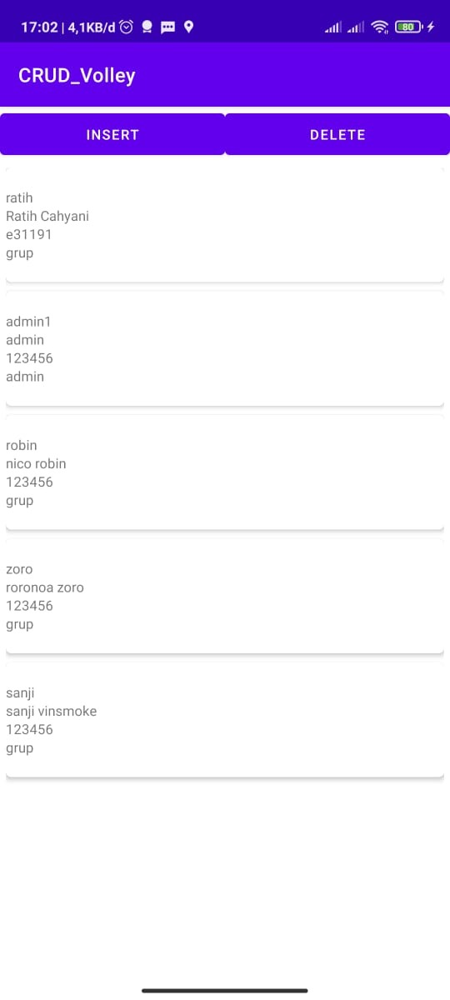 17:02 | 4,1KB/d
80
CRUD_Volley
INSERT
DELETE
ratih
Ratih Cahyani
e31191
grup
admin1
admin
123456
admin
robin
nico robin
123456
grup
zoro
roronoa zoro
123456
grup
sanji
sanji vinsmoke
123456
grup